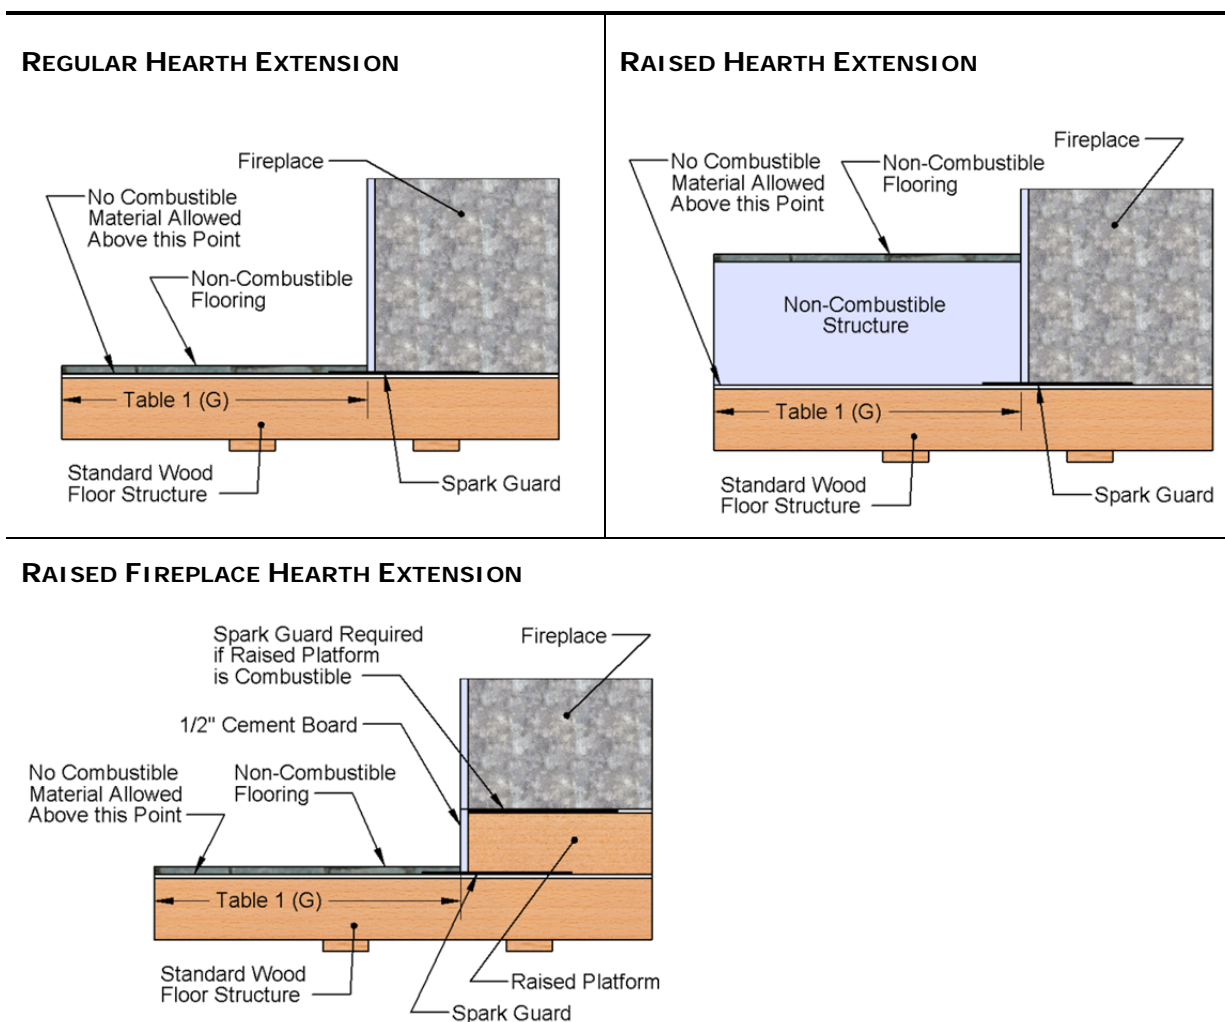 REGULAR HEARTH EXTENSION
Fireplace
No Combustible
Material Allowed
Above this Point
Non-Combustible
Flooring
Table 1 (G)
Standard Wood
Floor Structure
Spark Guard
RAISED HEARTH EXTENSION
Fireplace
No Combustible
Material Allowed
Above this Point
Non-Combustible
Flooring
Non-Combustible
Structure
Table 1 (G)
Standard Wood
Floor Structure
Spark Guard
RAISED FIREPLACE HEARTH EXTENSION
Spark Guard Required
if Raised Platform
is Combustible
Fireplace
1/2" Cement Board
No Combustible
Material Allowed
Above this Point
Non-Combustible
Flooring
Table 1 (G)
Standard Wood
Floor Structure
Raised Platform
Spark Guard